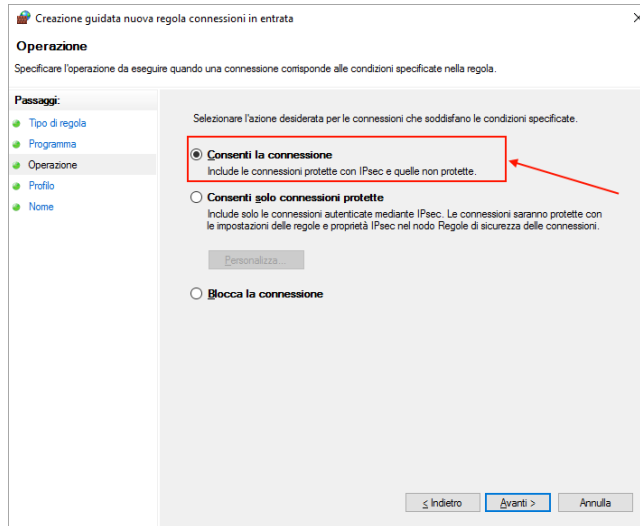 Creazione guidata nuova regola connessioni in entrata
Operazione
Specificare l'operazione da eseguire quando una connessione corrisponde alle condizioni specificate nella regola.
Passaggi:
Tipo di regola
Programma
Operazione
Profilo
Nome
Selezionare l'azione desiderata per le connessioni che soddisfano le condizioni specificate.
Consenti la connessione
Include le connessioni protette con IPsec e quelle non protette.
Consenti solo connessioni protette
Include solo le connessioni autenticate mediante IPsec. Le connessioni saranno protette con
le impostazioni delle regole e proprietà IPsec nel nodo Regole di sicurezza delle connessioni.
Personalizza...
Blocca la connessione
< Indietro
Avanti >
Annulla